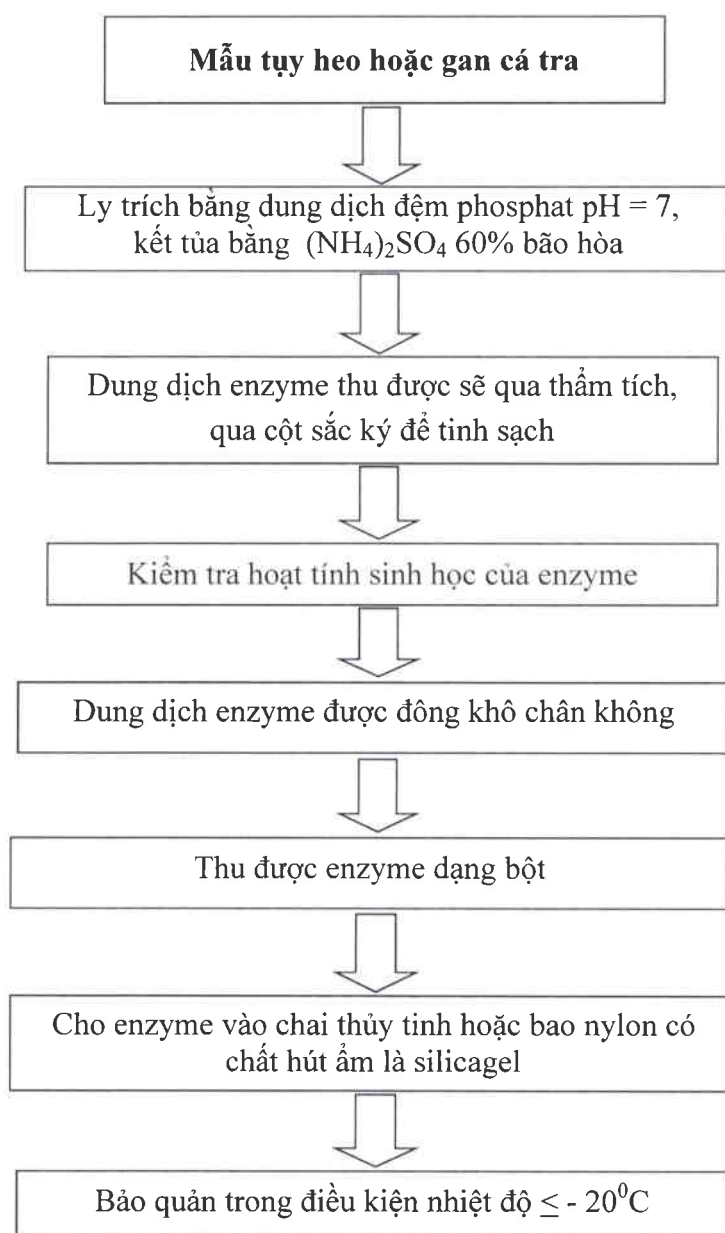 Mẫu tụy heo hoặc gan cá tra
Ly trích bằng dung dịch đệm phosphat pH = 7,
kết tủa bằng (NH₄)₂SO₄ 60% bão hòa
Dung dịch enzyme thu được sẽ qua thẩm tích,
qua cột sắc ký để tinh sạch
Kiểm tra hoạt tính sinh học của enzyme
Dung dịch enzyme được đông khô chân không
Thu được enzyme dạng bột
Cho enzyme vào chai thủy tinh hoặc bao nylon có
chất hút ẩm là silicagel
Bảo quản trong điều kiện nhiệt độ ≤ - 20⁰C